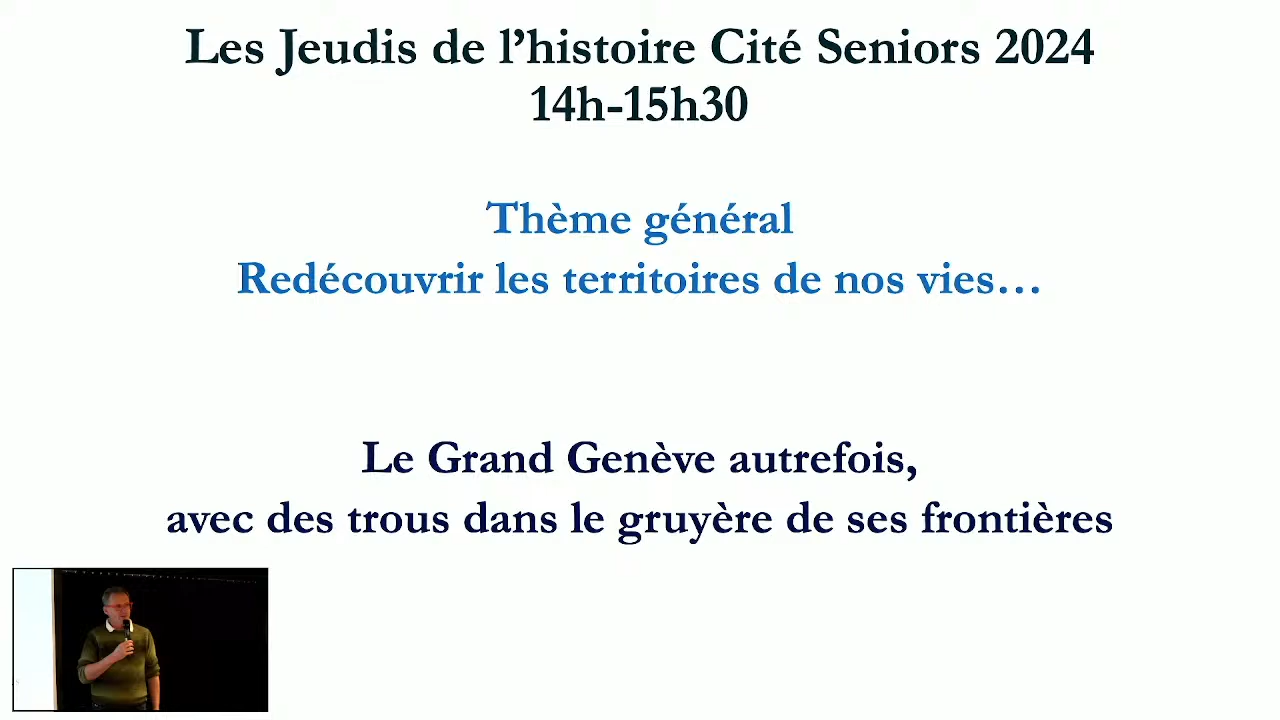 Les Jeudis de l’histoire Cité Seniors 2024
14h-15h30
Thème général
Redécouvrir les territoires de nos vies…
Le Grand Genève autrefois,
avec des trous dans le gruyère de ses frontières